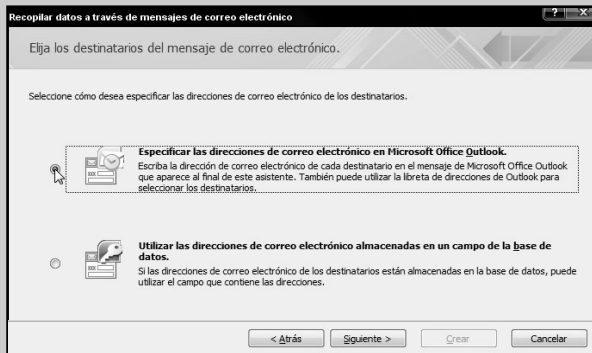 Recopilar datos a través de mensajes de correo electrónico
Elija los destinatarios del mensaje de correo electrónico.
Seleccione cómo desea especificar las direcciones de correo electrónico de los destinatarios.
Especificar las direcciones de correo electrónico en Microsoft Office Outlook.
Escriba la dirección de correo electrónico de cada destinatario en el mensaje de Microsoft Office Outlook
que aparece al final de este asistente. También puede utilizar la libreta de direcciones de Outlook para
seleccionar los destinatarios.
Utilizar las direcciones de correo electrónico almacenadas en un campo de la base de
datos.
Si las direcciones de correo electrónico de los destinatarios están almacenadas en la base de datos, puede
utilizar el campo que contiene las direcciones.
< Atrás Siguiente > Crear Cancelar